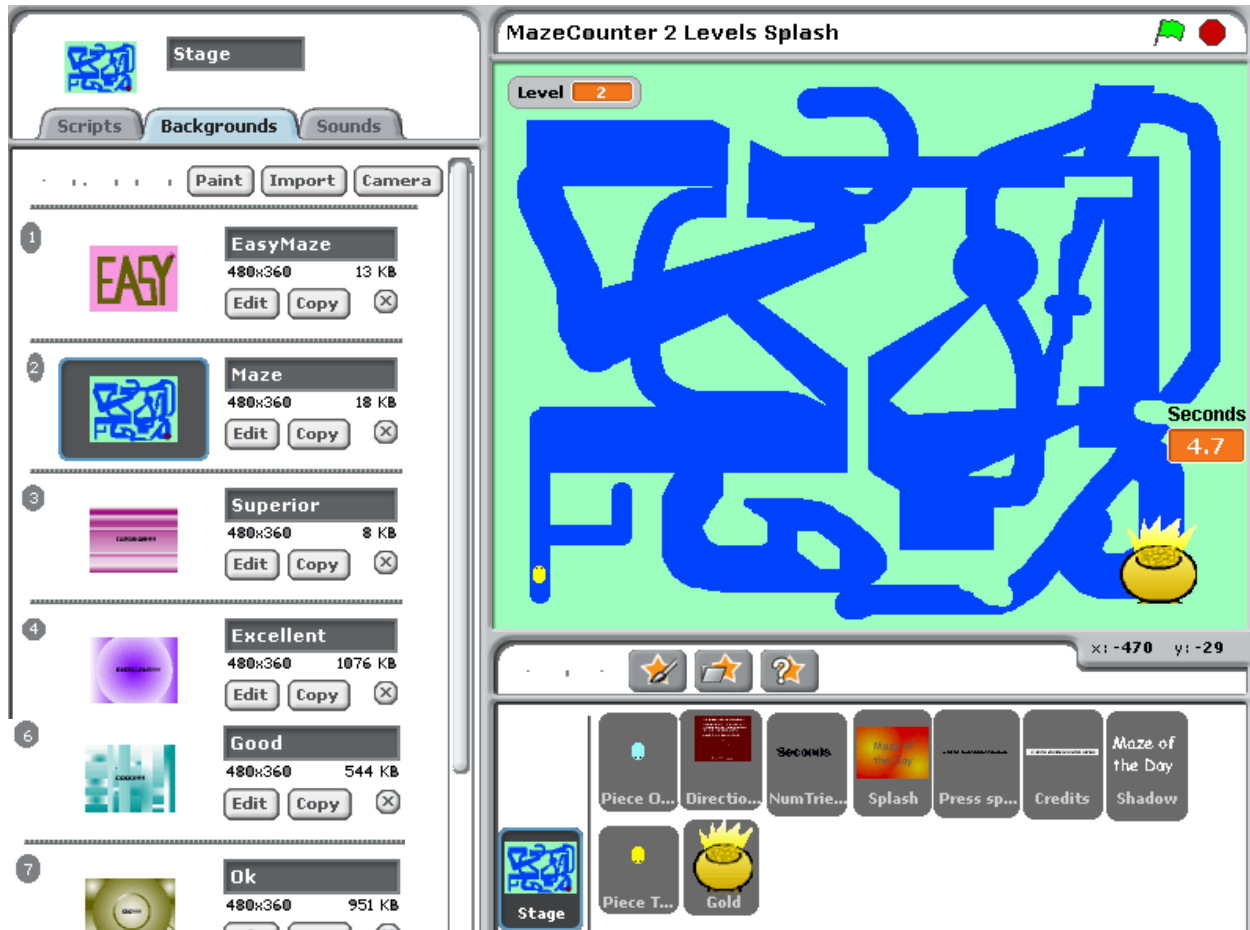 Stage
Scripts
Backgrounds
Sounds
Paint
Import
Camera
1
EASY
EasyMaze
480x360
13 KB
Edit
Copy
2
Maze
480x360
18 KB
Edit
Copy
3
Superior
480x360
8 KB
Edit
Copy
4
Excellent
480x360
1076 KB
Edit
Copy
6
Good
480x360
544 KB
Edit
Copy
7
Ok
480x360
951 KB
MazeCounter 2 Levels Splash
Level 2
Seconds
4.7
x: -470 y: -29
Stage
Piece O...
Directio...
Seconds
NumTrie...
Maze of
the Day
Splash
Press sp...
Credits
Maze of
the Day
Shadow
Piece T...
Gold